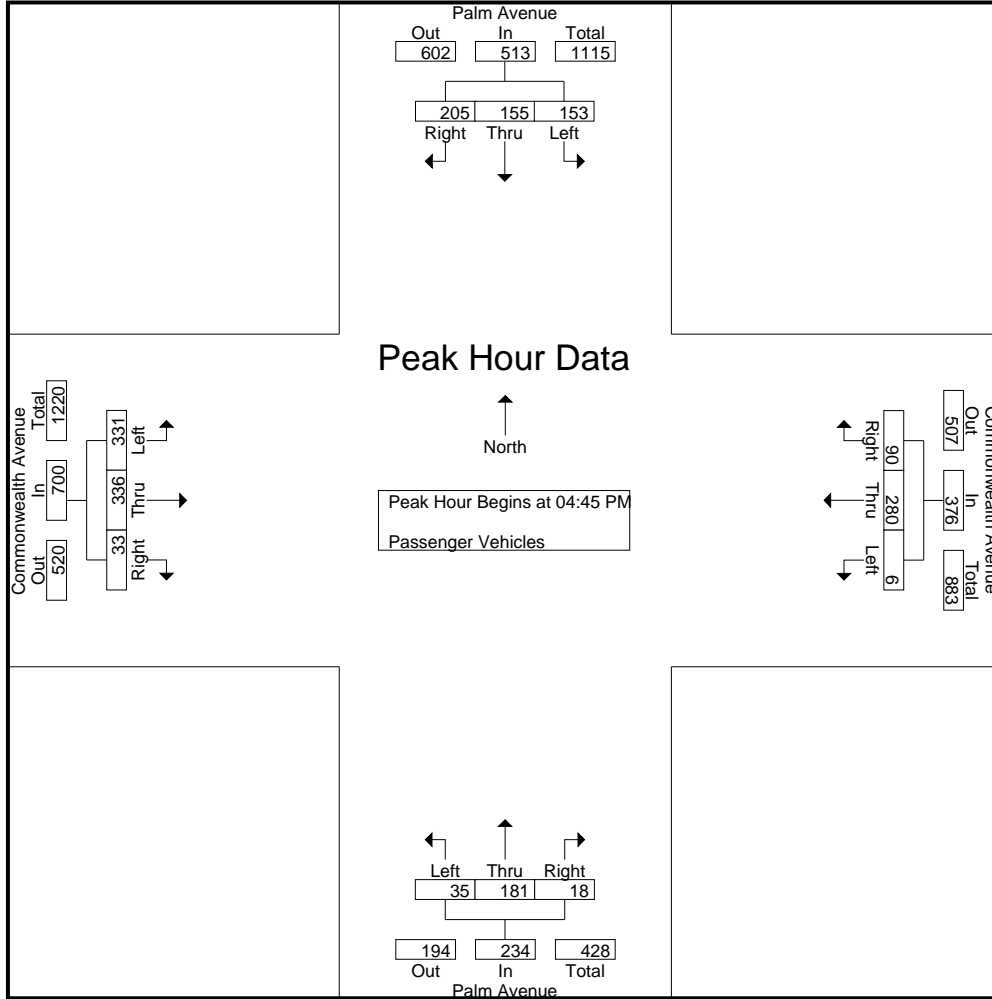 Palm Avenue
Out In Total
602 513 1115
205 155 153
Right Thru Left
Peak Hour Data
North
Peak Hour Begins at 04:45 PM
Passenger Vehicles
Commonwealth Avenue
Total In Out
1220 700 520
331 336 33
Left Thru Right
Commonwealth Avenue
Out In Total
507 376 883
90 280 6
Right Thru Left
Left Thru Right
35 181 18
194 234 428
Out In Total
Palm Avenue